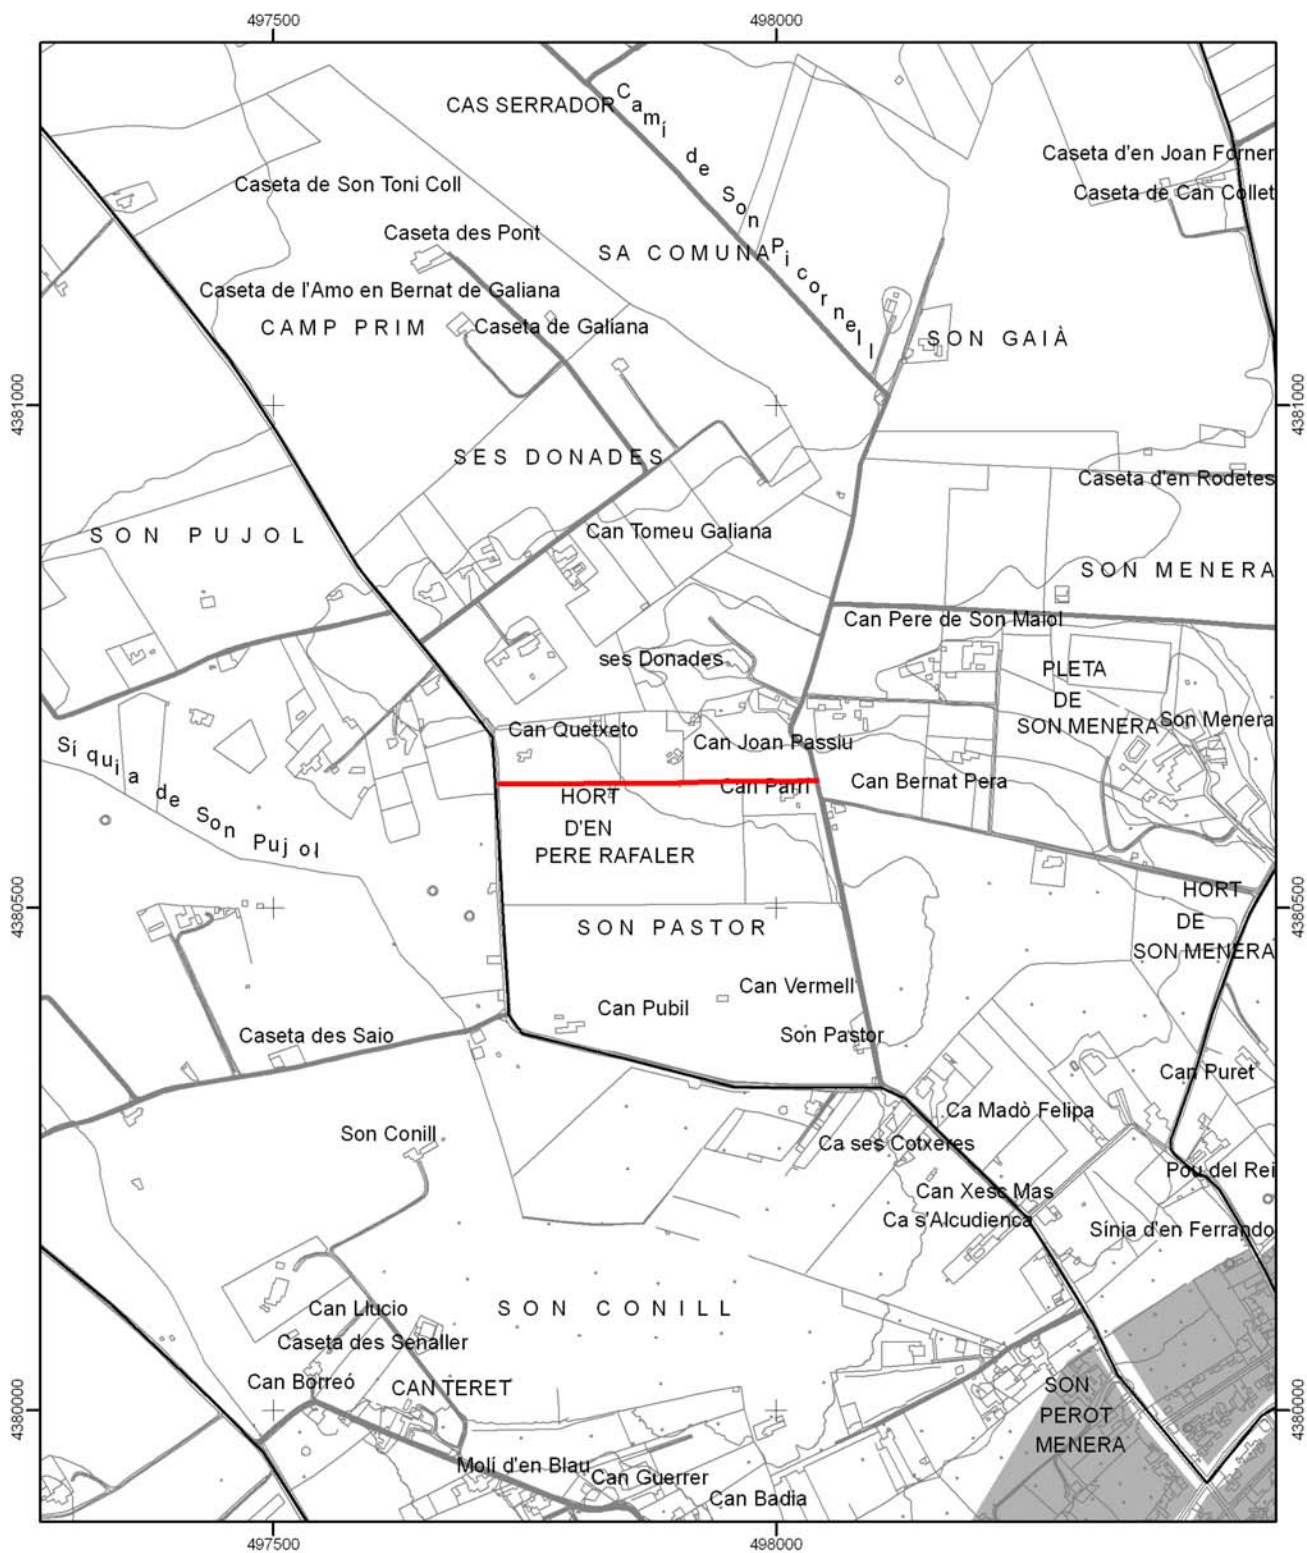 497500
498000
CAS SERRADOR
Camí de Son Picornell
Caseta d'en Joan Forner
Caseta de Son Toni Coll
Caseta de Can Collet
Caseta des Pont
SA COMUNA
Caseta de l'Amo en Bernat de Galiana
CAMP PRIM
Caseta de Galiana
SON GAIÀ
4381000
4381000
SES DONADES
Caseta d'en Rodetes
SON PUJOL
Can Tomeu Galiana
SON MENERA
Can Pere de Son Maiol
ses Donades
PLETA
DE
SON MENERA
Son Menera
Can Quetxeto
Can Joan Passiu
Síquia de Son Pujol
Can Parrí
Can Bernat Pera
HORT
D'EN
PERE RAFALER
HORT
DE
SON MENERA
4380500
4380500
SON PASTOR
Can Vermell
Can Pubil
Caseta des Saio
Son Pastor
Can Puret
Ca Madò Felipa
Son Conill
Ca ses Cotxeres
Pou del Rei
Can Xesc Mas
Ca s'Alcudienca
Sínia d'en Ferrando
Can Llucio
SON CONILL
Caseta des Senaller
Can Borreó
CAN TERET
SON
PEROT
MENERA
4380000
4380000
Molí d'en Blau
Can Guerrer
Can Badia
497500
498000